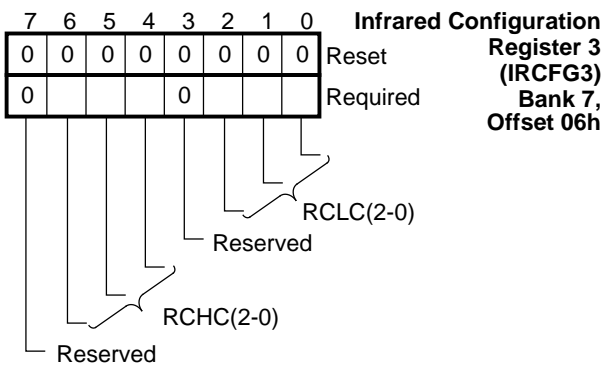 7 6 5 4 3 2 1 0
Infrared Configuration
Register 3
(IRCFG3)
Bank 7,
Offset 06h
0 0 0 0 0 0 0 0 Reset
0 0 Required
RCLC(2-0)
Reserved
RCHC(2-0)
Reserved